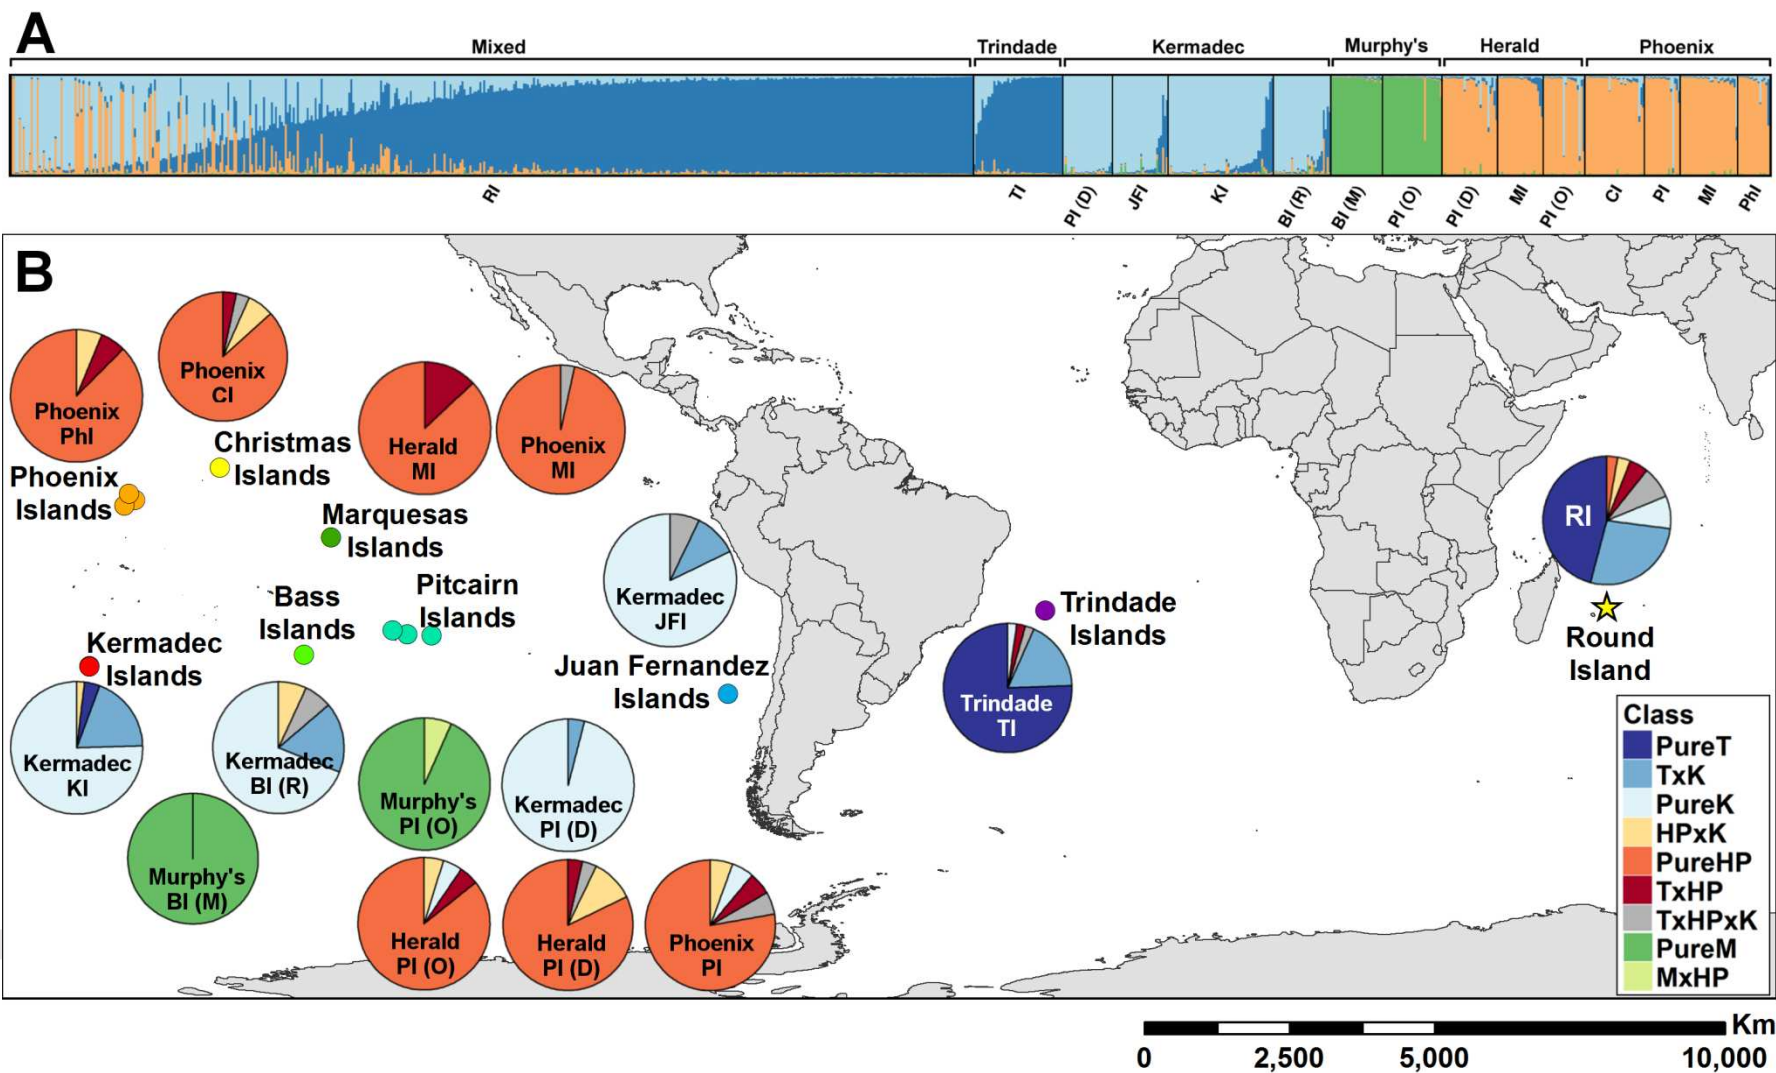 A
Mixed
Trindade
Kermadec
Murphy's
Herald
Phoenix
RI
TI
PI (D)
JFI
KI
BI (R)
BI (M)
PI (O)
PI (D)
MI
PI (O)
CI
PI
MI
PhI
B
Phoenix
CI
Phoenix
PhI
Herald
MI
Phoenix
MI
Christmas
Islands
Phoenix
Islands
Marquesas
Islands
RI
Pitcairn
Islands
Bass
Islands
Kermadec
JFI
Trindade
Islands
Kermadec
Islands
Round
Island
Juan Fernandez
Islands
Trindade
TI
Kermadec
KI
Kermadec
BI (R)
Murphy's
PI (O)
Kermadec
PI (D)
Murphy's
BI (M)
Herald
PI (O)
Herald
PI (D)
Phoenix
PI
Class
PureT
TxK
PureK
HPxK
PureHP
TxHP
TxHPxK
PureM
MxHP
Km
0
2,500
5,000
10,000